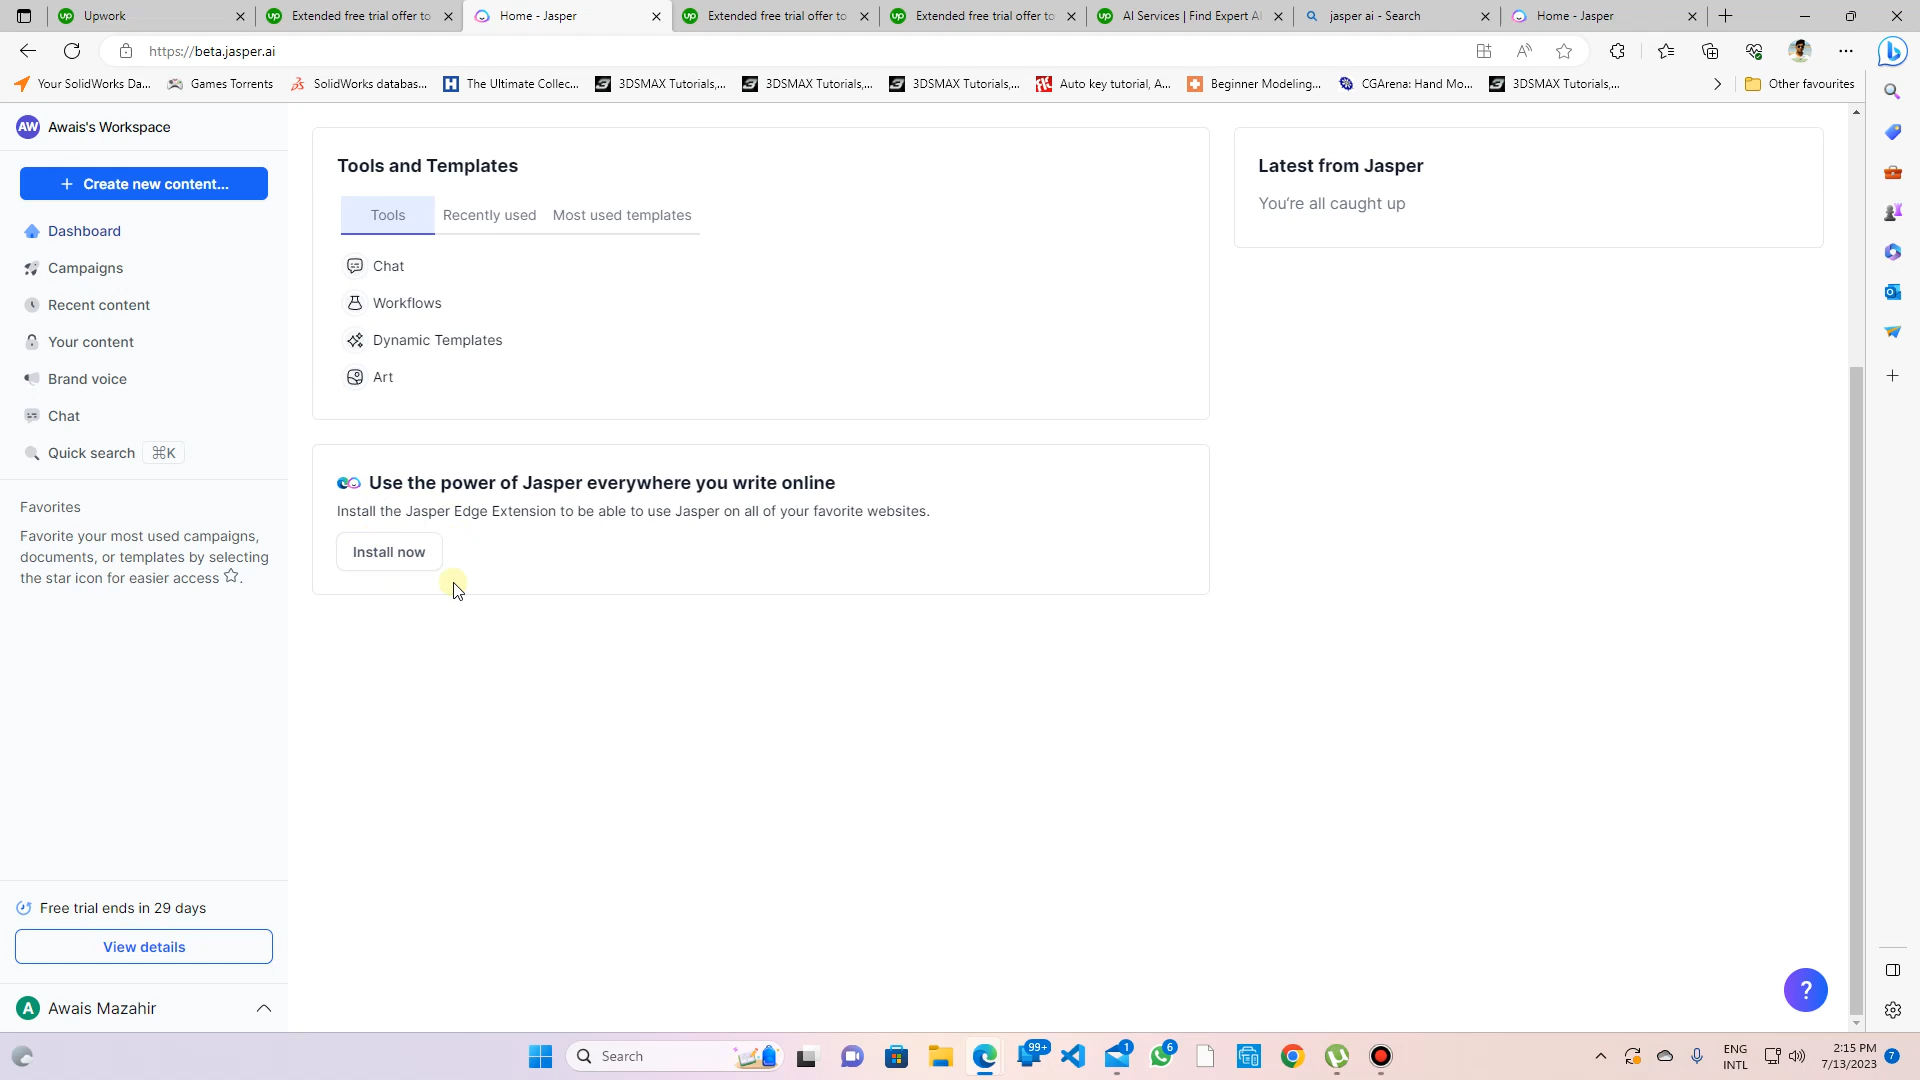 Upwork
Extended free trial offer to
Home - Jasper
Extended free trial offer to
Extended free trial offer to
AI Services | Find Expert AI
jasper ai - Search
Home - Jasper
https://beta.jasper.ai
Your SolidWorks Da...
Games Torrents
SolidWorks databas...
The Ultimate Collec...
3DSMAX Tutorials,...
3DSMAX Tutorials,...
3DSMAX Tutorials,...
Auto key tutorial, A...
Beginner Modeling...
CGArena: Hand Mo...
3DSMAX Tutorials,...
Other favourites
AW Awais's Workspace
+ Create new content...
Dashboard
Campaigns
Recent content
Your content
Brand voice
Chat
Quick search ⌘K
Favorites
Favorite your most used campaigns,
documents, or templates by selecting
the star icon for easier access ☆.
Free trial ends in 29 days
View details
A Awais Mazahir
Tools and Templates
Tools
Recently used
Most used templates
Chat
Workflows
Dynamic Templates
Art
Use the power of Jasper everywhere you write online
Install the Jasper Edge Extension to be able to use Jasper on all of your favorite websites.
Install now
Latest from Jasper
You're all caught up
?
Search
99+
1
6
ENG
INTL
2:15 PM
7/13/2023
7